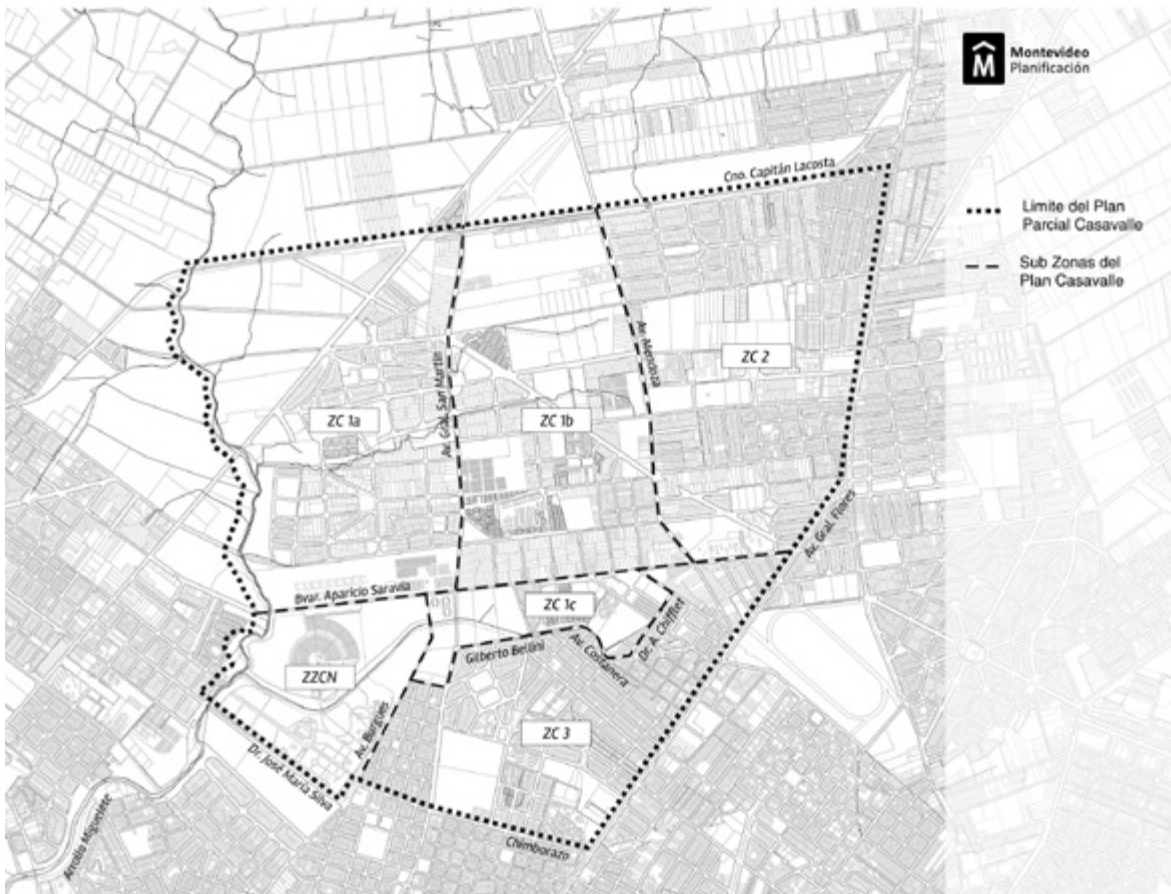 Montevideo
Planificación
Cno. Capitán Lacosta
Limite del Plan
Parcial Casavalle
Sub Zonas del
Plan Casavalle
Av. Mendoza
ZC 2
Av. Gral. San Martín
ZC 1a
ZC 1b
Av. Gral. Flores
Bvar. Aparicio Saravia
ZC 1c
Dr. A. Chifflet
Av. Costanera
Gilberto Bellini
ZZCN
Av. Burgues
ZC 3
Dr. José María Silva
Arroyo Miguelete
Chimborazo